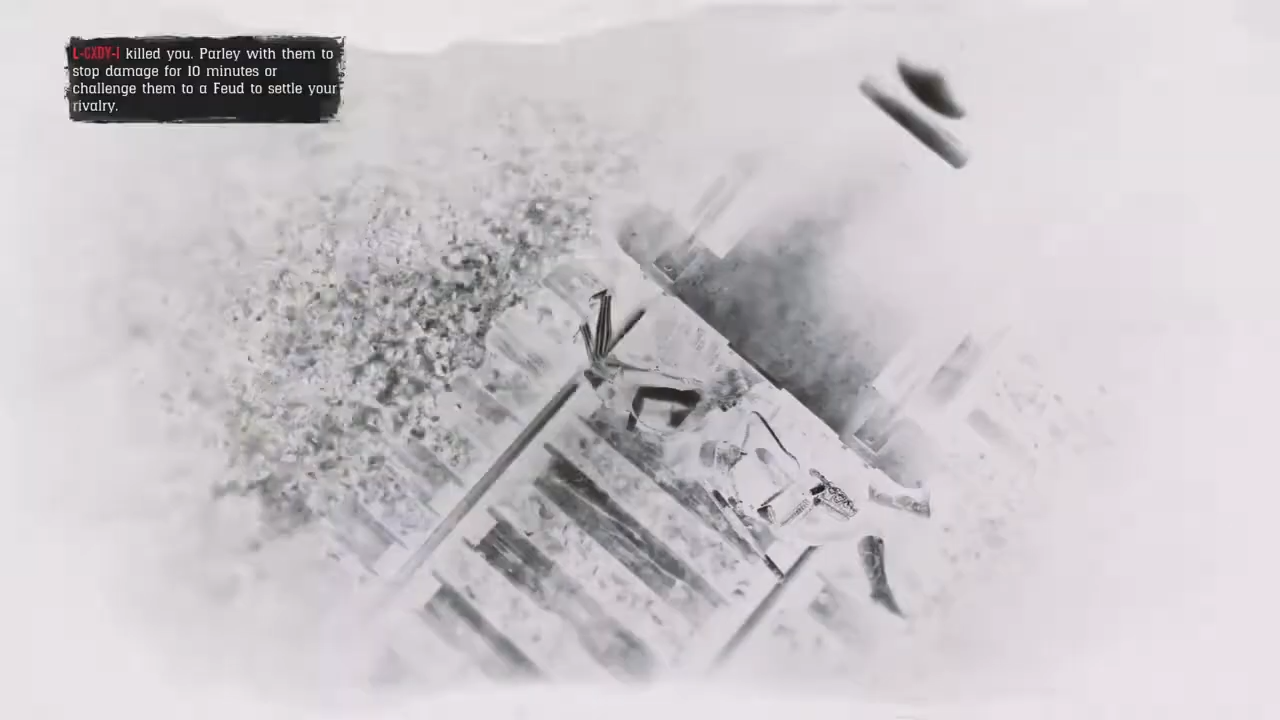 L-GXDY-I killed you. Parley with them to
stop damage for 10 minutes or
challenge them to a Feud to settle your
rivalry.